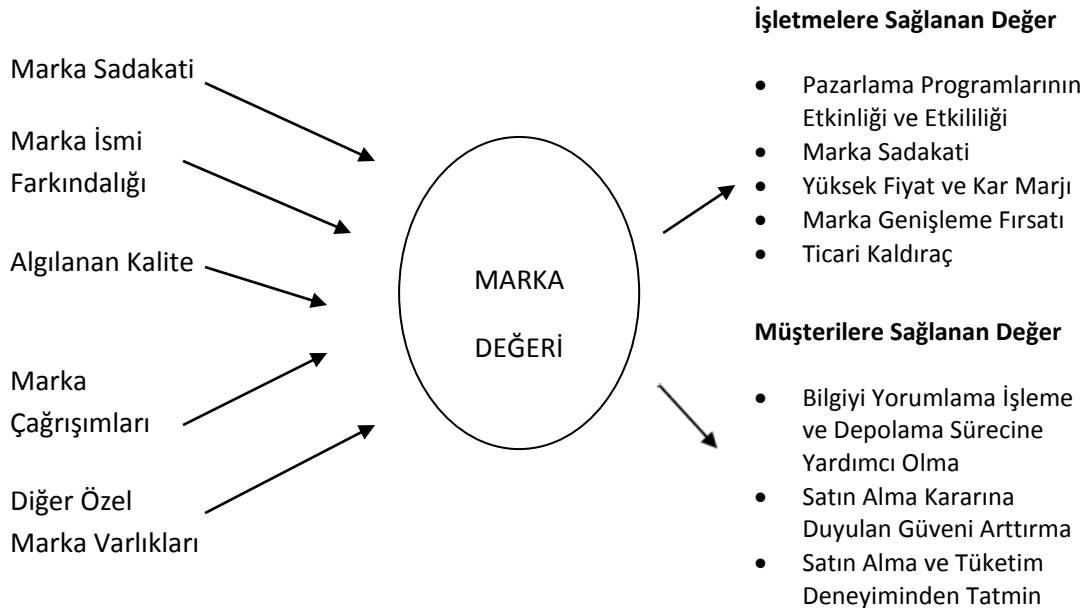 Marka Sadakati
Marka İsmi
Farkındalığı
Algılanan Kalite
Marka
Çağrışımları
Diğer Özel
Marka Varlıkları
MARKA
DEĞERİ
İşletmelere Sağlanan Değer
• Pazarlama Programlarının
Etkinliği ve Etkililiği
• Marka Sadakati
• Yüksek Fiyat ve Kar Marjı
• Marka Genişleme Fırsatı
• Ticari Kaldıraç
Müşterilere Sağlanan Değer
• Bilgiyi Yorumlama İşleme
ve Depolama Sürecine
Yardımcı Olma
• Satın Alma Kararına
Duyulan Güveni Arttırma
• Satın Alma ve Tüketim
Deneyiminden Tatmin